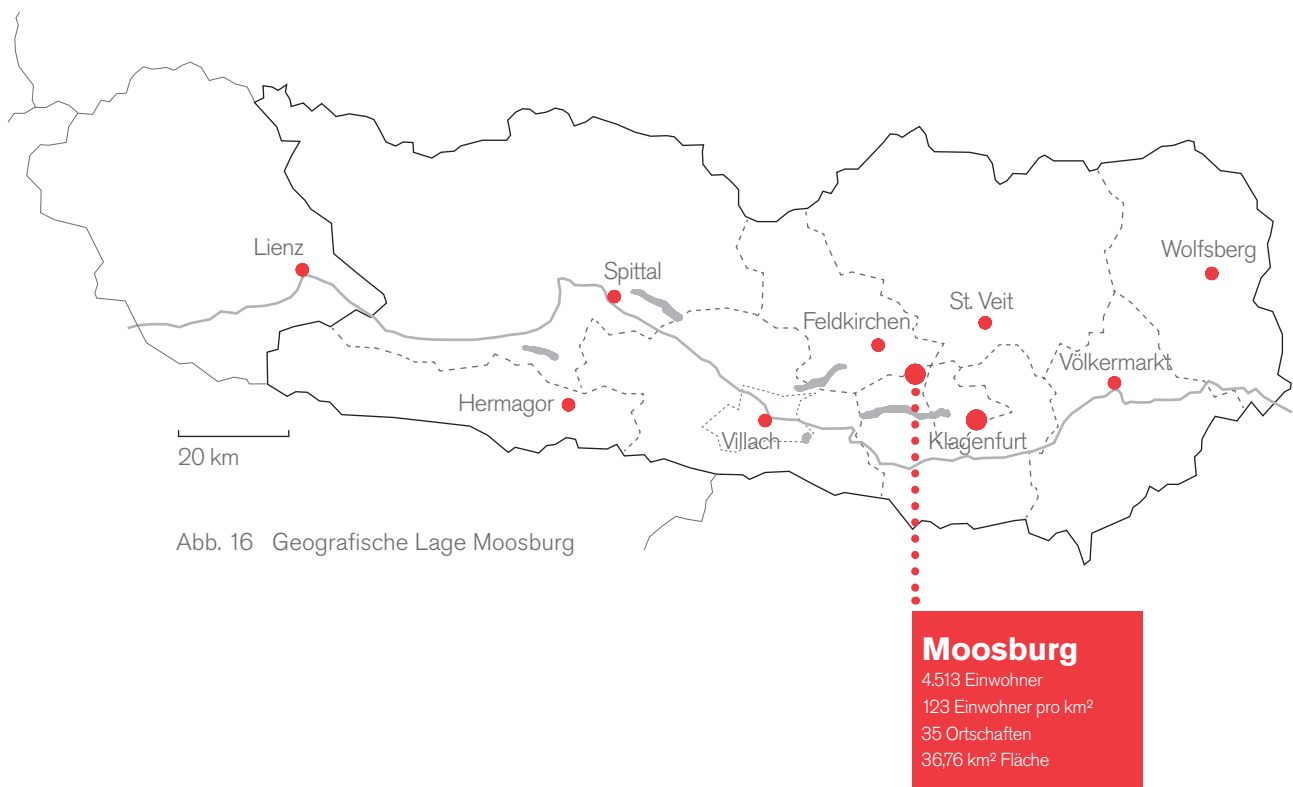 Lienz
Spittal
Wolfsberg
St. Veit
Feldkirchen
Völkermarkt
Hermagor
Villach
Klagenfurt
20 km
Abb. 16 Geografische Lage Moosburg
Moosburg
4.513 Einwohner
123 Einwohner pro km²
35 Ortschaften
36,76 km² Fläche